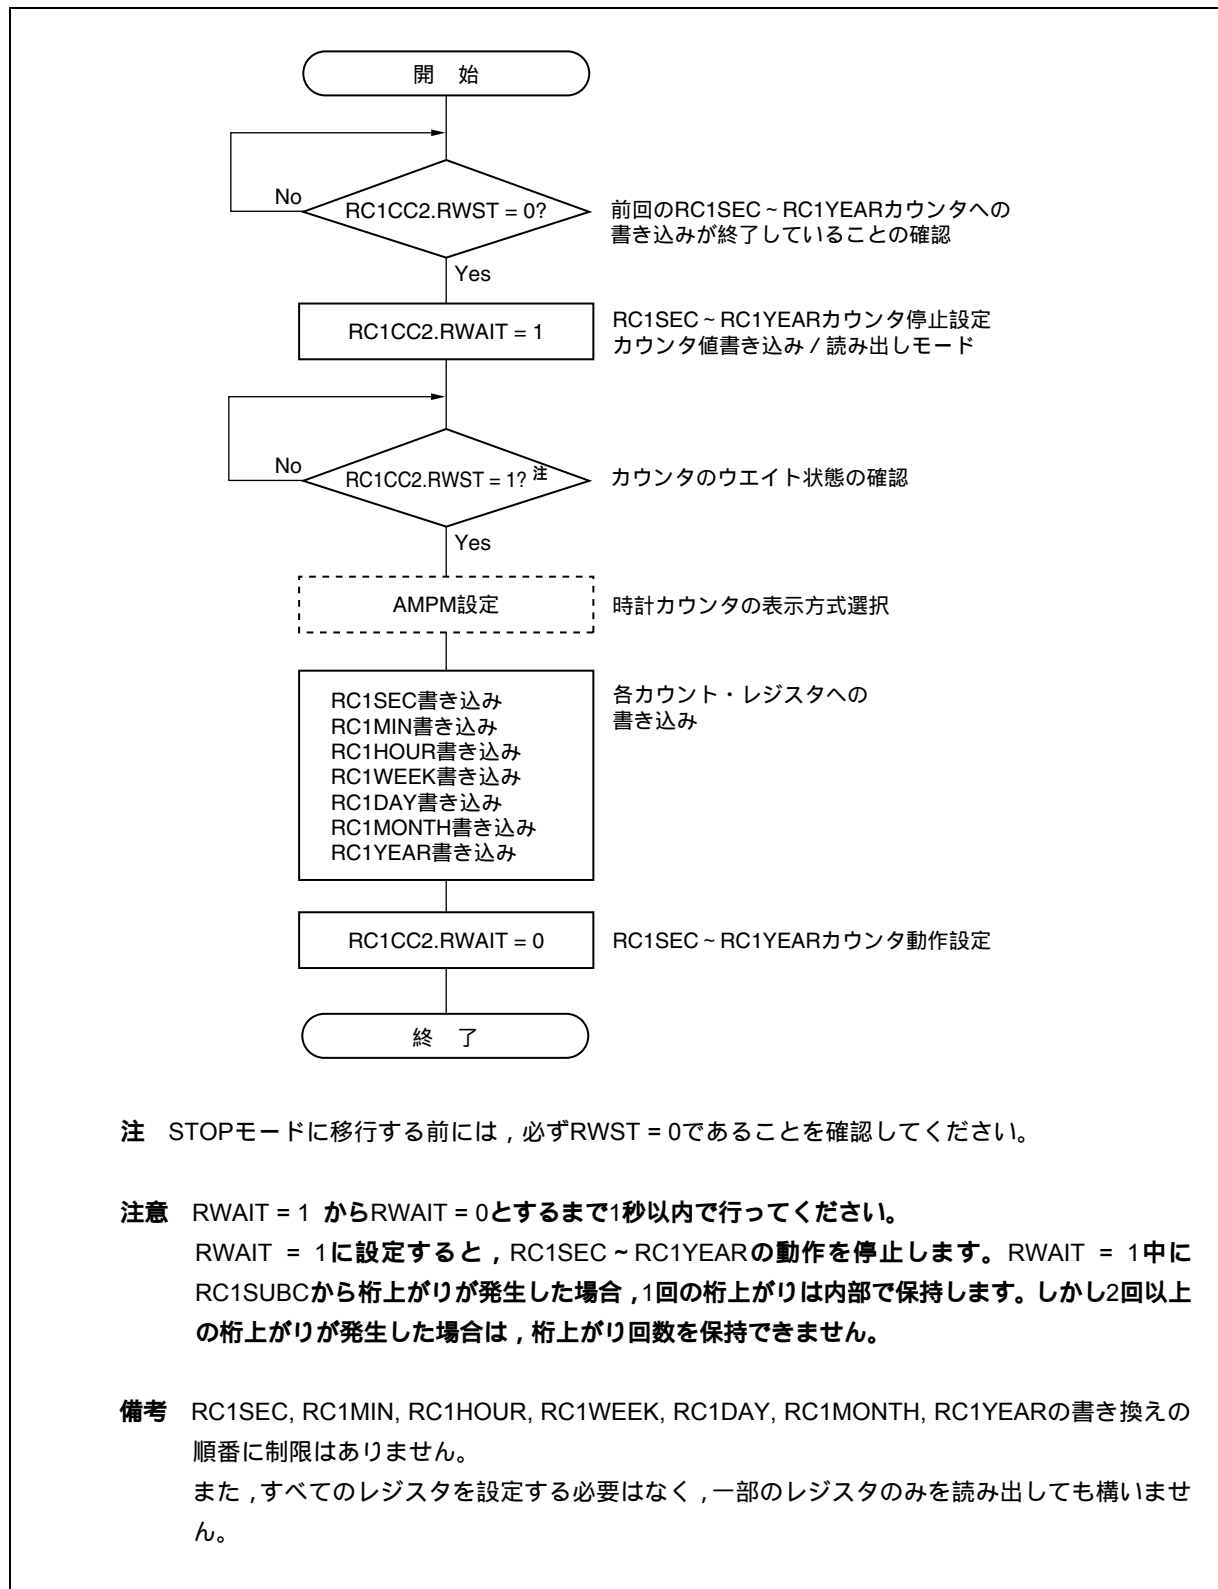 開 始
No
RC1CC2.RWST = 0?
前回のRC1SEC～RC1YEARカウンタへの
書き込みが終了していることの確認
Yes
RC1CC2.RWAIT = 1
RC1SEC～RC1YEARカウンタ停止設定
カウンタ値書き込み／読み出しモード
No
RC1CC2.RWST = 1? 注
カウンタのウエイト状態の確認
Yes
AMPM設定
時計カウンタの表示方式選択
RC1SEC書き込み
RC1MIN書き込み
RC1HOUR書き込み
RC1WEEK書き込み
RC1DAY書き込み
RC1MONTH書き込み
RC1YEAR書き込み
各カウント・レジスタへの
書き込み
RC1CC2.RWAIT = 0
RC1SEC～RC1YEARカウンタ動作設定
終 了
注 STOPモードに移行する前には，必ずRWST = 0であることを確認してください。
注意 RWAIT = 1 からRWAIT = 0とするまで1秒以内で行ってください。
RWAIT = 1に設定すると，RC1SEC～RC1YEARの動作を停止します。RWAIT = 1中に
RC1SUBCから桁上がりが発生した場合，1回の桁上がりは内部で保持します。しかし2回以上
の桁上がりが発生した場合は，桁上がり回数を保持できません。
備考 RC1SEC, RC1MIN, RC1HOUR, RC1WEEK, RC1DAY, RC1MONTH, RC1YEARの書き換えの
順番に制限はありません。
また，すべてのレジスタを設定する必要はなく，一部のレジスタのみを読み出しても構いませ
ん。